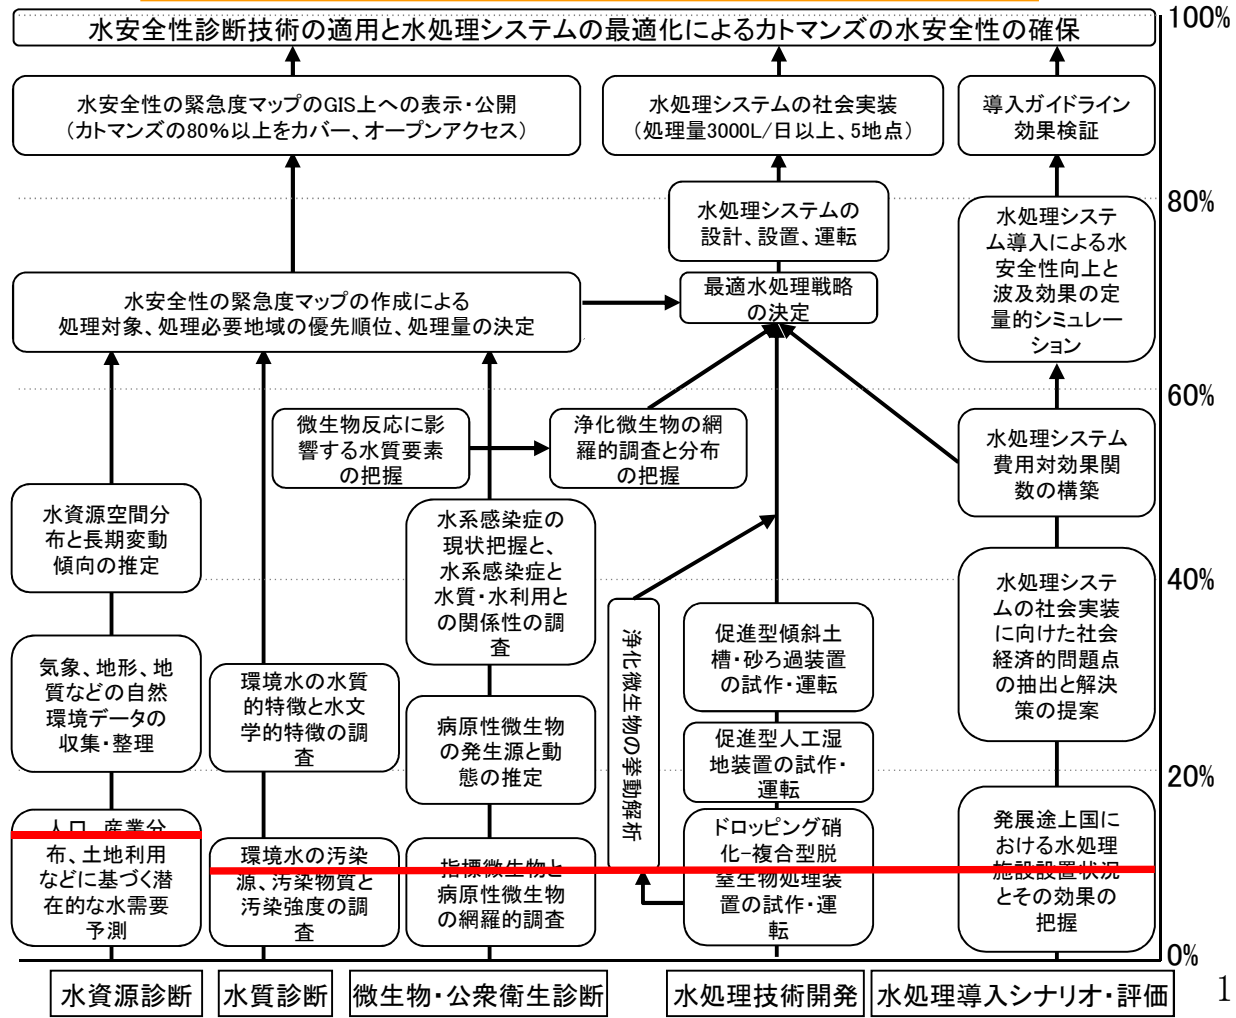 100%
水安全性診断技術の適用と水処理システムの最適化によるカトマンズの水安全性の確保
水安全性の緊急度マップのGIS上への表示・公開
（カトマンズの80%以上をカバー、オープンアクセス）
水処理システムの社会実装
（処理量3000L/日以上、5地点）
導入ガイドライン
効果検証
80%
水処理システムの
設計、設置、運転
水処理システ
ム導入による水
安全性向上と
波及効果の定
量的シミュレー
ション
水安全性の緊急度マップの作成による
処理対象、処理必要地域の優先順位、処理量の決定
最適水処理戦略
の決定
60%
微生物反応に影
響する水質要素
の把握
浄化微生物の網
羅的調査と分布
の把握
水処理システム
費用対効果関
数の構築
水資源空間分
布と長期変動
傾向の推定
水系感染症の
現状把握と、
水系感染症と
水質・水利用と
の関係性の調
査
40%
水処理システ
ムの社会実装
に向けた社会
経済的問題点
の抽出と解決
策の提案
浄化微生物の挙動解析
促進型傾斜土
槽・砂ろ過装置
の試作・運転
気象、地形、地
質などの自然
環境データの
収集・整理
環境水の水質
的特徴と水文
学的特徴の調
査
病原性微生物
の発生源と動
態の推定
促進型人工湿
地装置の試作・
運転
20%
人口、産業分
布、土地利用
などに基づく潜
在的な水需要
予測
環境水の汚染
源、汚染物質と
汚染強度の調
査
指標微生物と
病原性微生物
の網羅的調査
ドロッピング硝
化-複合型脱
窒生物処理装
置の試作・運
転
発展途上国に
おける水処理
施設設置状況
とその効果の
把握
0%
水資源診断
水質診断
微生物・公衆衛生診断
水処理技術開発
水処理導入シナリオ・評価
1